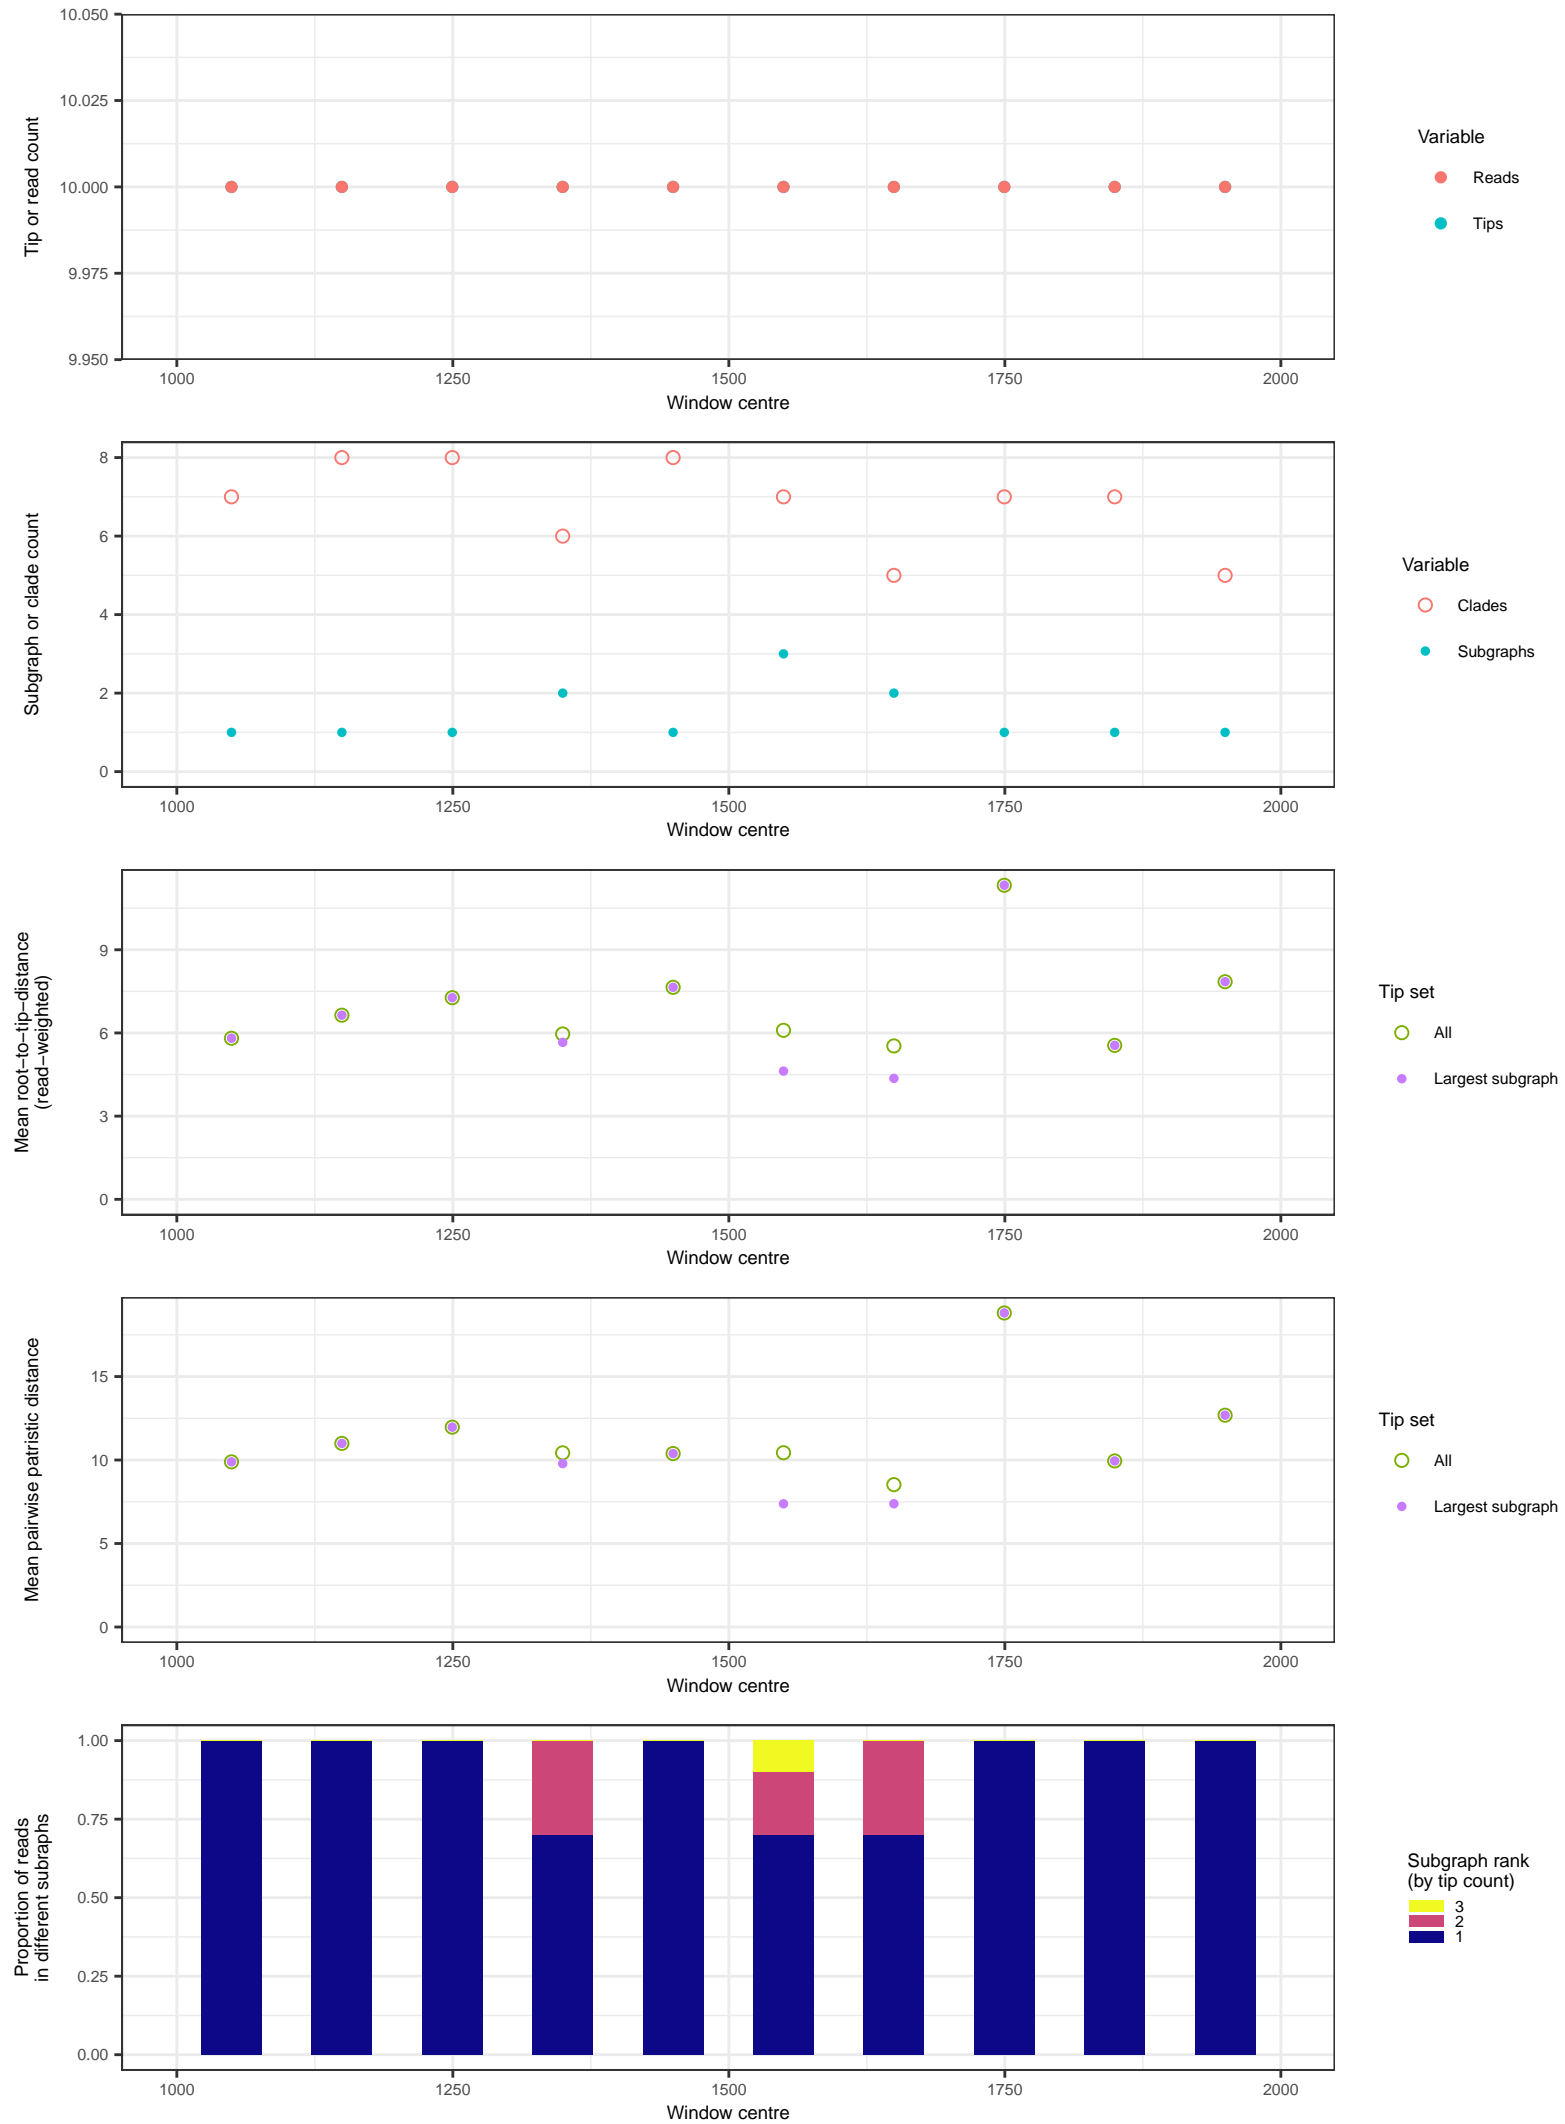 10.050
10.025
10.000
9.975
9.950
Tip or read count
1000 1250 1500 1750 2000
Window centre
Variable
Reads
Tips
8
6
4
2
0
Subgraph or clade count
1000 1250 1500 1750 2000
Window centre
Variable
Clades
Subgraphs
9
6
3
0
Mean root−to−tip−distance
(read−weighted)
1000 1250 1500 1750 2000
Window centre
Tip set
All
Largest subgraph
15
10
5
0
Mean pairwise patristic distance
1000 1250 1500 1750 2000
Window centre
Tip set
All
Largest subgraph
1.00
0.75
0.50
0.25
0.00
Proportion of reads
in different subraphs
1000 1250 1500 1750 2000
Window centre
Subgraph rank
(by tip count)
3
2
1